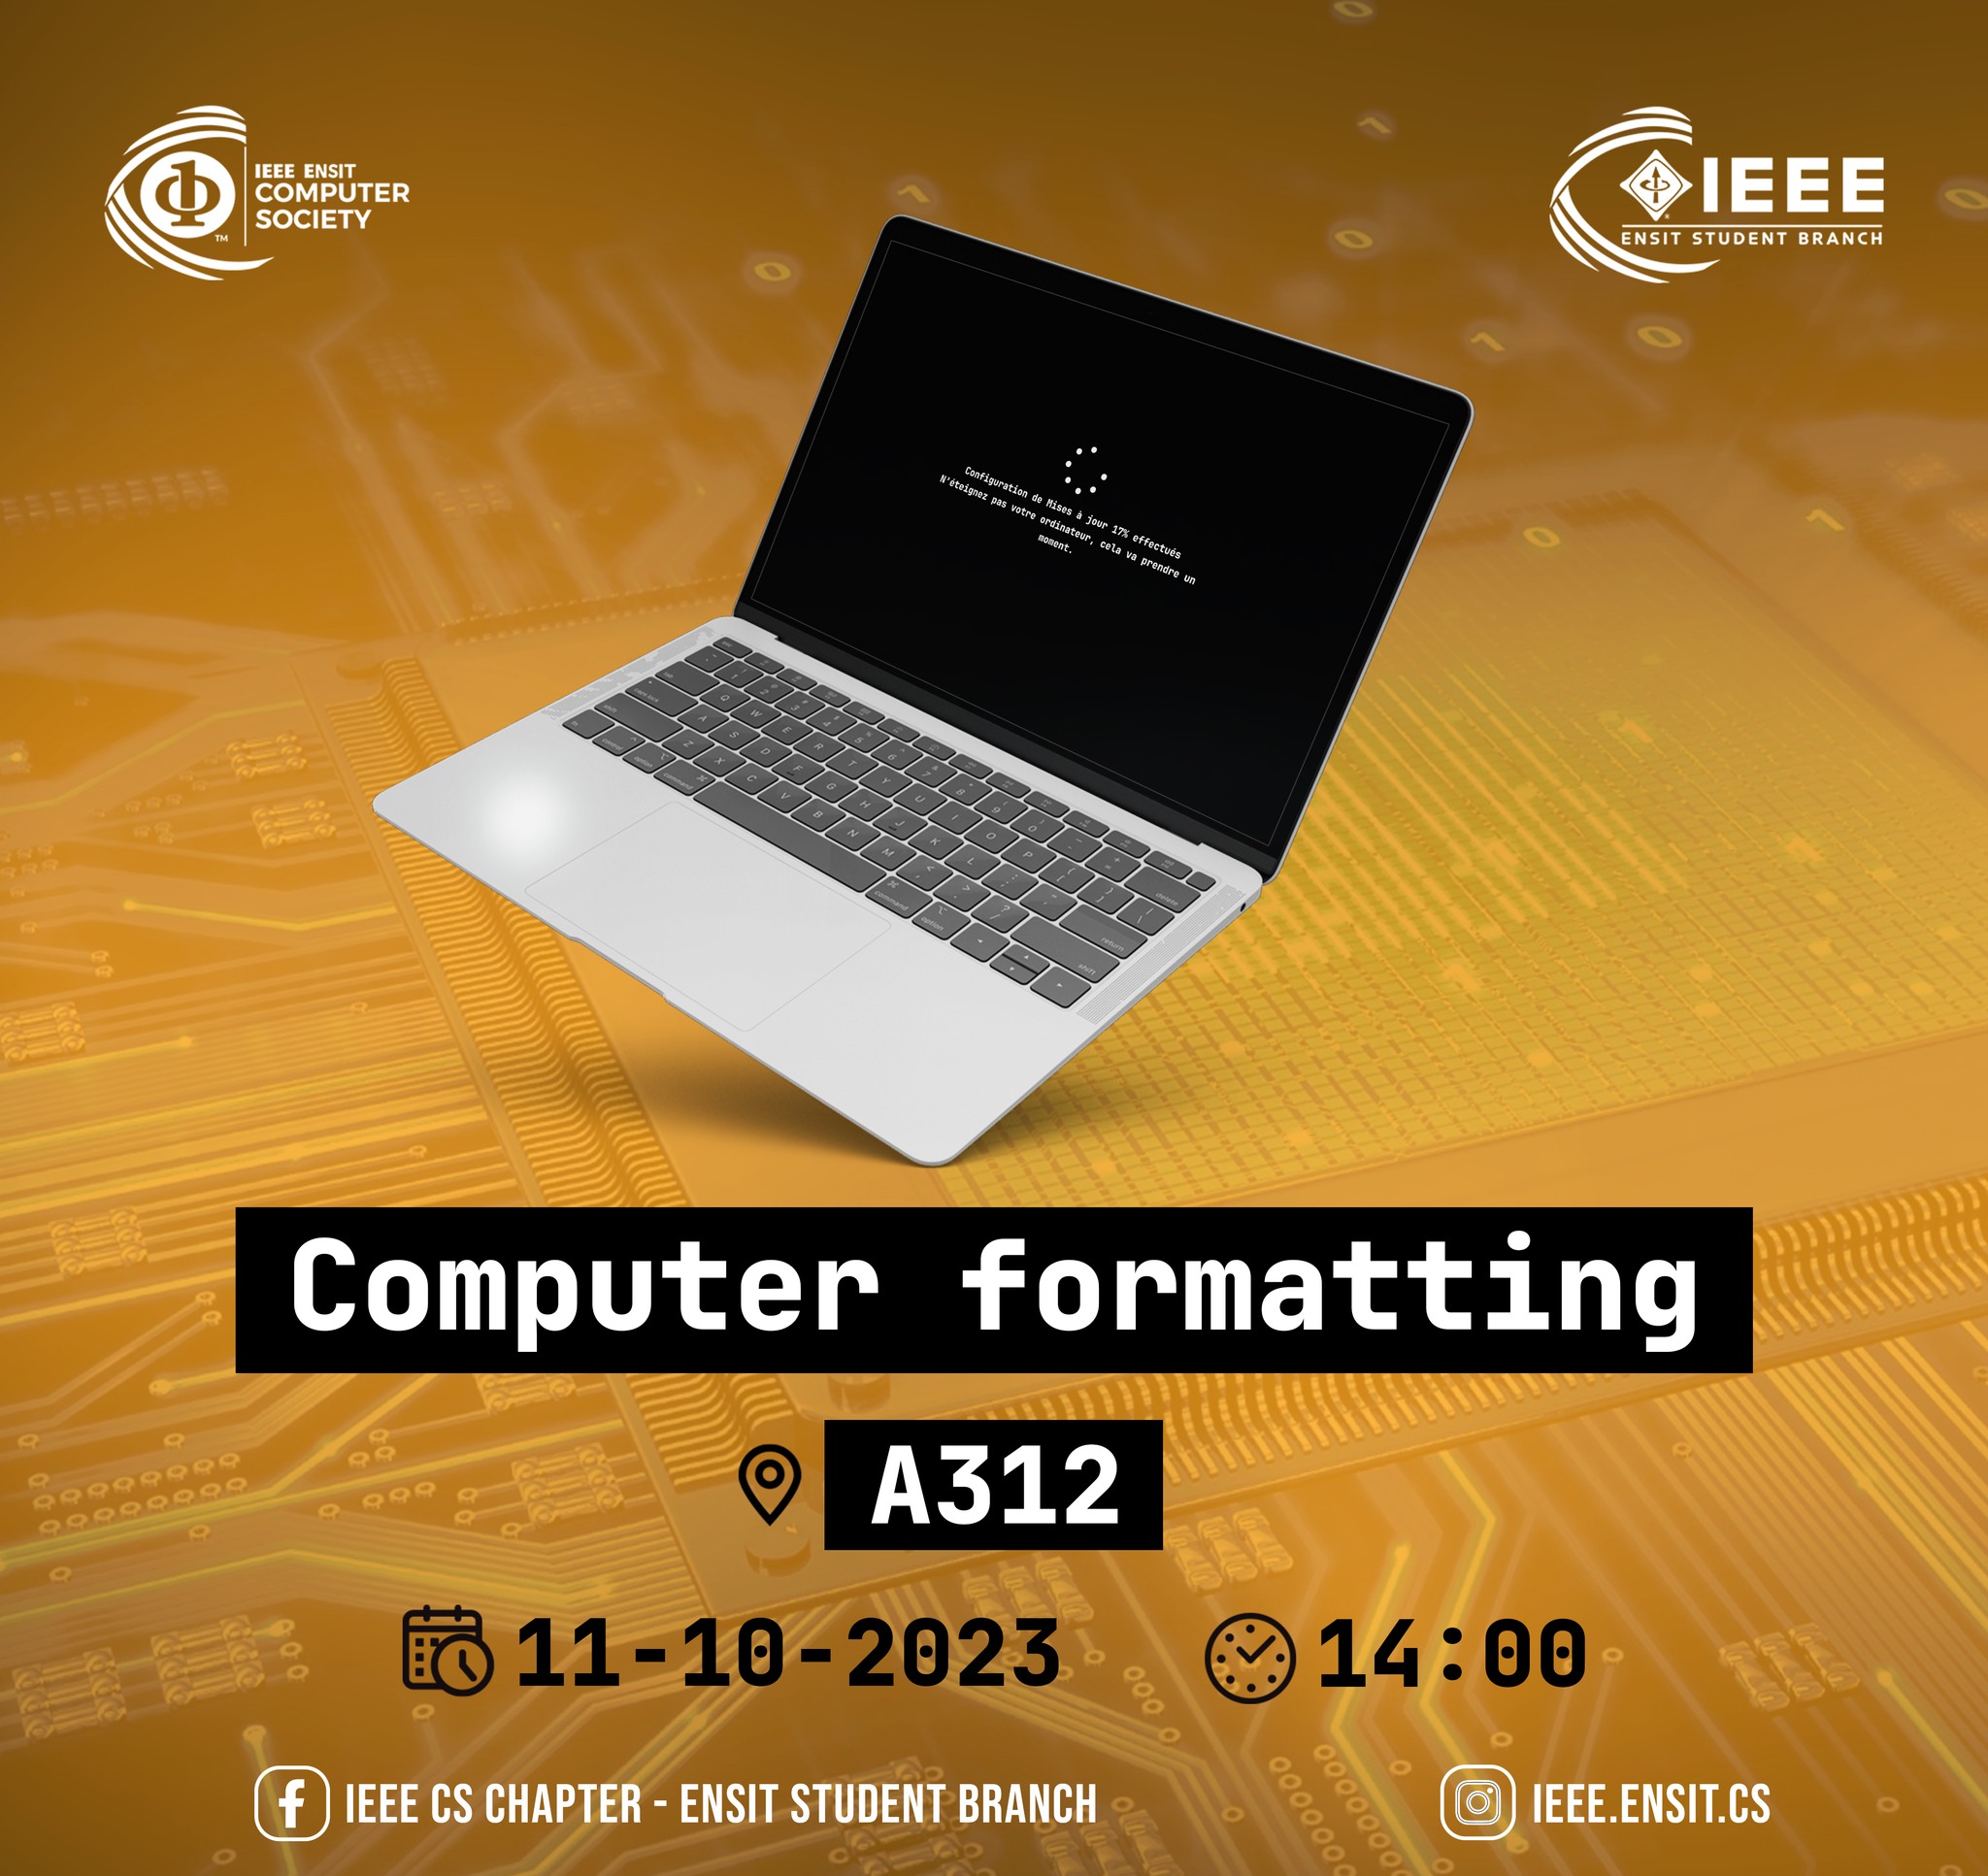 IEEE ENSIT
COMPUTER
SOCIETY
TM
IEEE
ENSIT STUDENT BRANCH
Configuration de Mises à jour 17% effectués
N'éteignez pas votre ordinateur, cela va prendre un
moment.
Computer formatting
A312
11-10-2023
14:00
IEEE CS CHAPTER - ENSIT STUDENT BRANCH
IEEE.ENSIT.CS